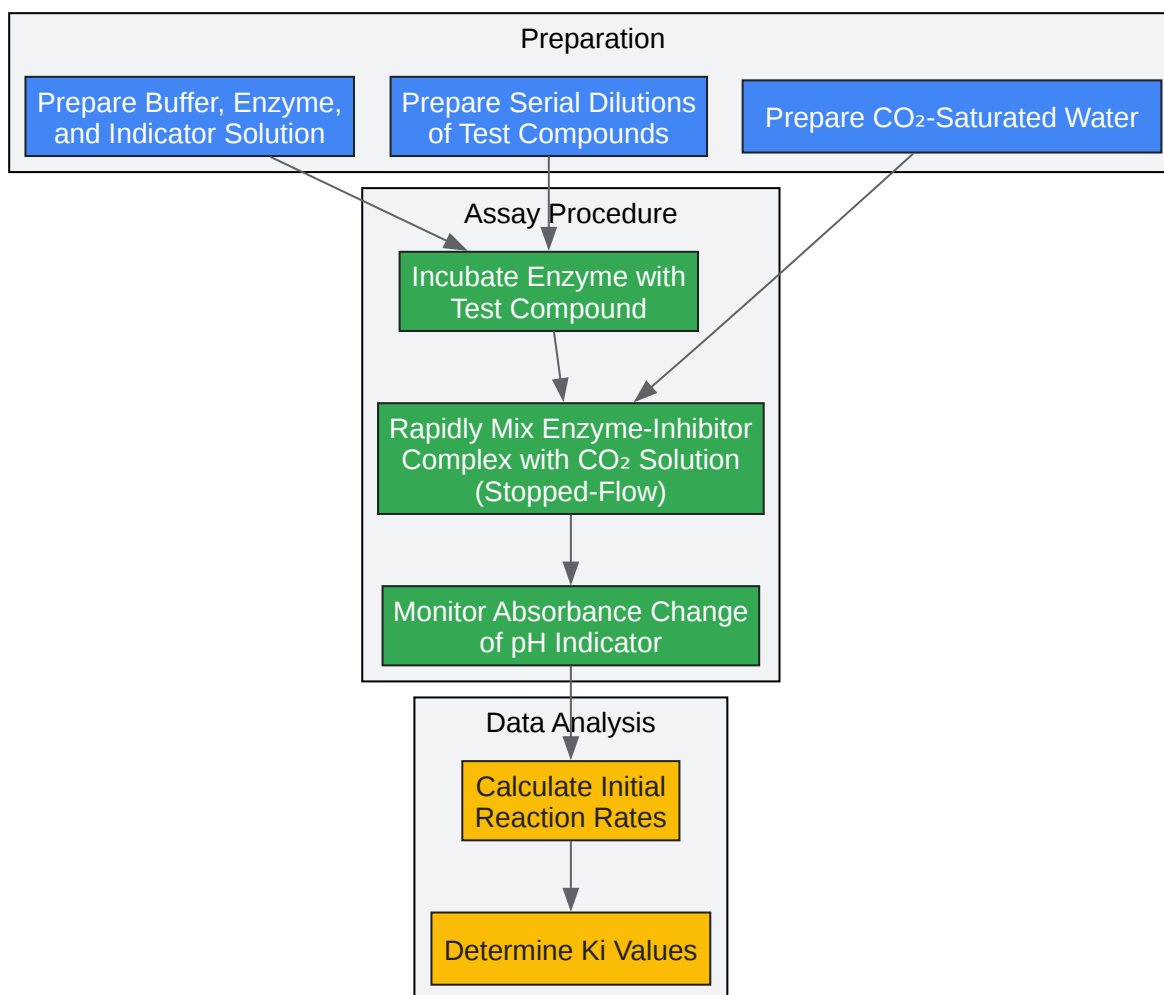 Preparation
Prepare Buffer, Enzyme,
and Indicator Solution
Prepare Serial Dilutions
of Test Compounds
Prepare CO₂-Saturated Water
Assay Procedure
Incubate Enzyme with
Test Compound
Rapidly Mix Enzyme-Inhibitor
Complex with CO₂ Solution
(Stopped-Flow)
Monitor Absorbance Change
of pH Indicator
Data Analysis
Calculate Initial
Reaction Rates
Determine Ki Values